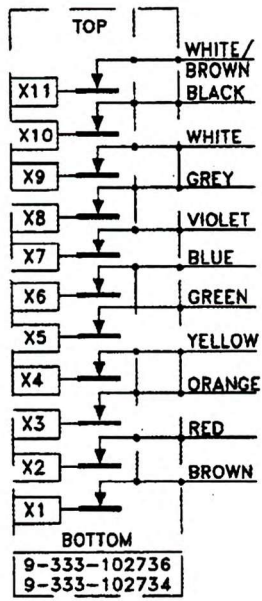 TOP
WHITE/
BROWN
X11
BLACK
X10
WHITE
X9
GREY
X8
VIOLET
X7
BLUE
X6
GREEN
X5
YELLOW
X4
ORANGE
X3
RED
X2
BROWN
X1
BOTTOM
9-333-102736
9-333-102734